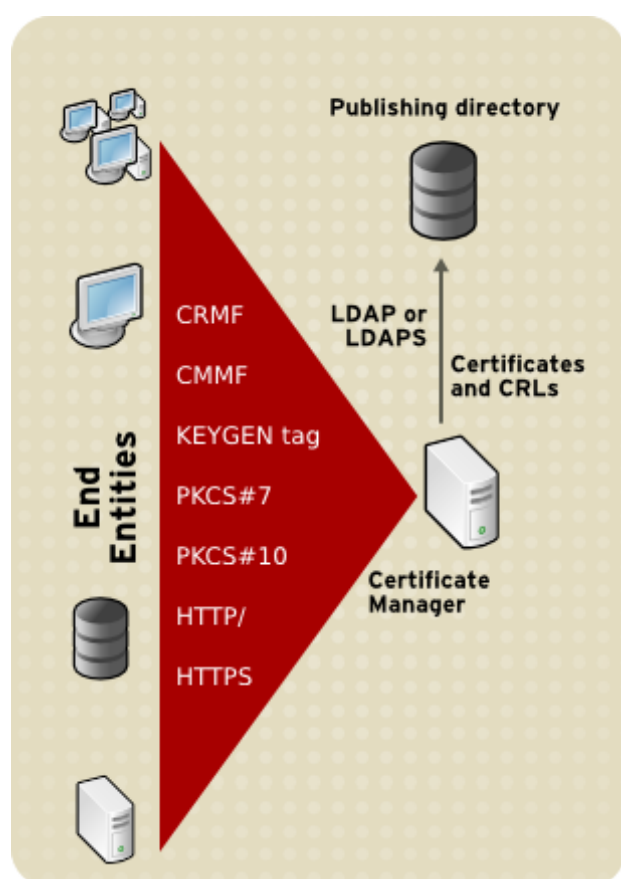 Publishing directory
LDAP or
LDAPS
Certificates
and CRLs
CRMF
CMMF
KEYGEN tag
PKCS#7
PKCS#10
HTTP/
HTTPS
End
Entities
Certificate
Manager